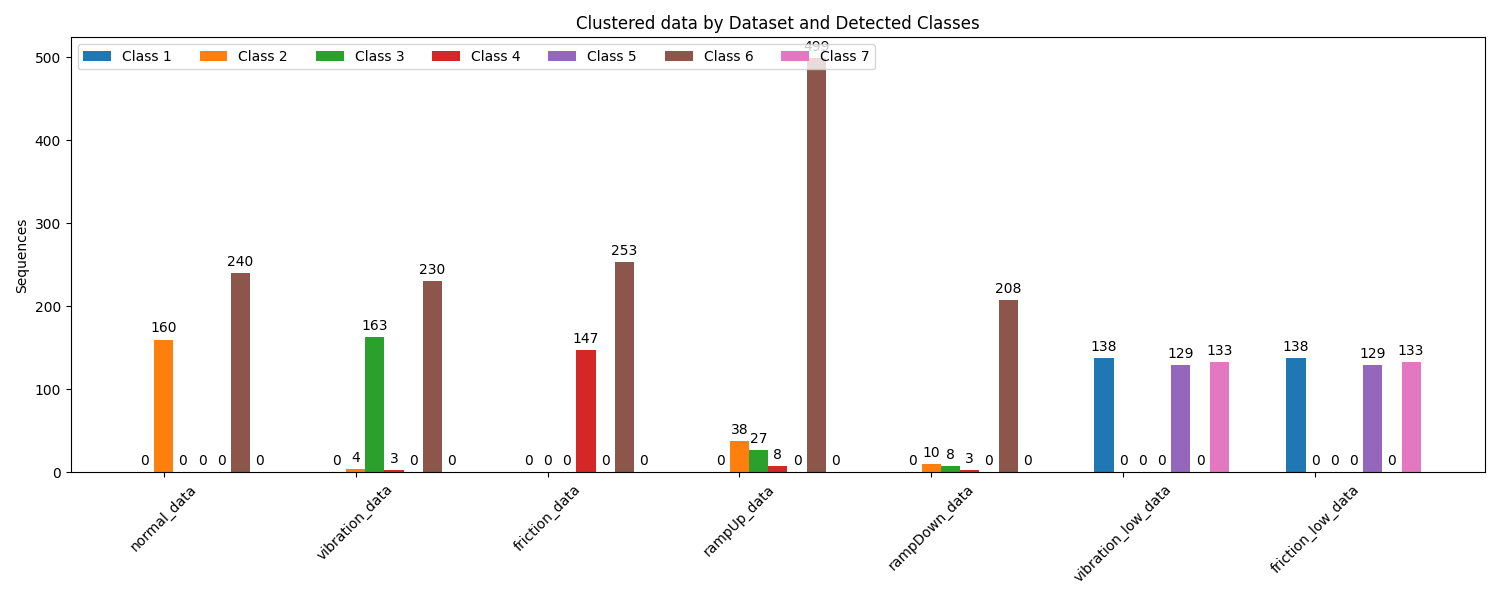 Clustered data by Dataset and Detected Classes
Class 1 Class 2 Class 3 Class 4 Class 5 Class 6 Class 7
Sequences
500
400
300
200
100
0
0 160 0 0 0 240 0
0 4 163 3 0 230 0
0 0 0 147 0 253 0
0 38 27 8 0 499 0
0 10 8 3 0 208 0
138 0 0 0 129 0 133
138 0 0 0 129 0 133
normal_data
vibration_data
friction_data
rampUp_data
rampDown_data
vibration_low_data
friction_low_data